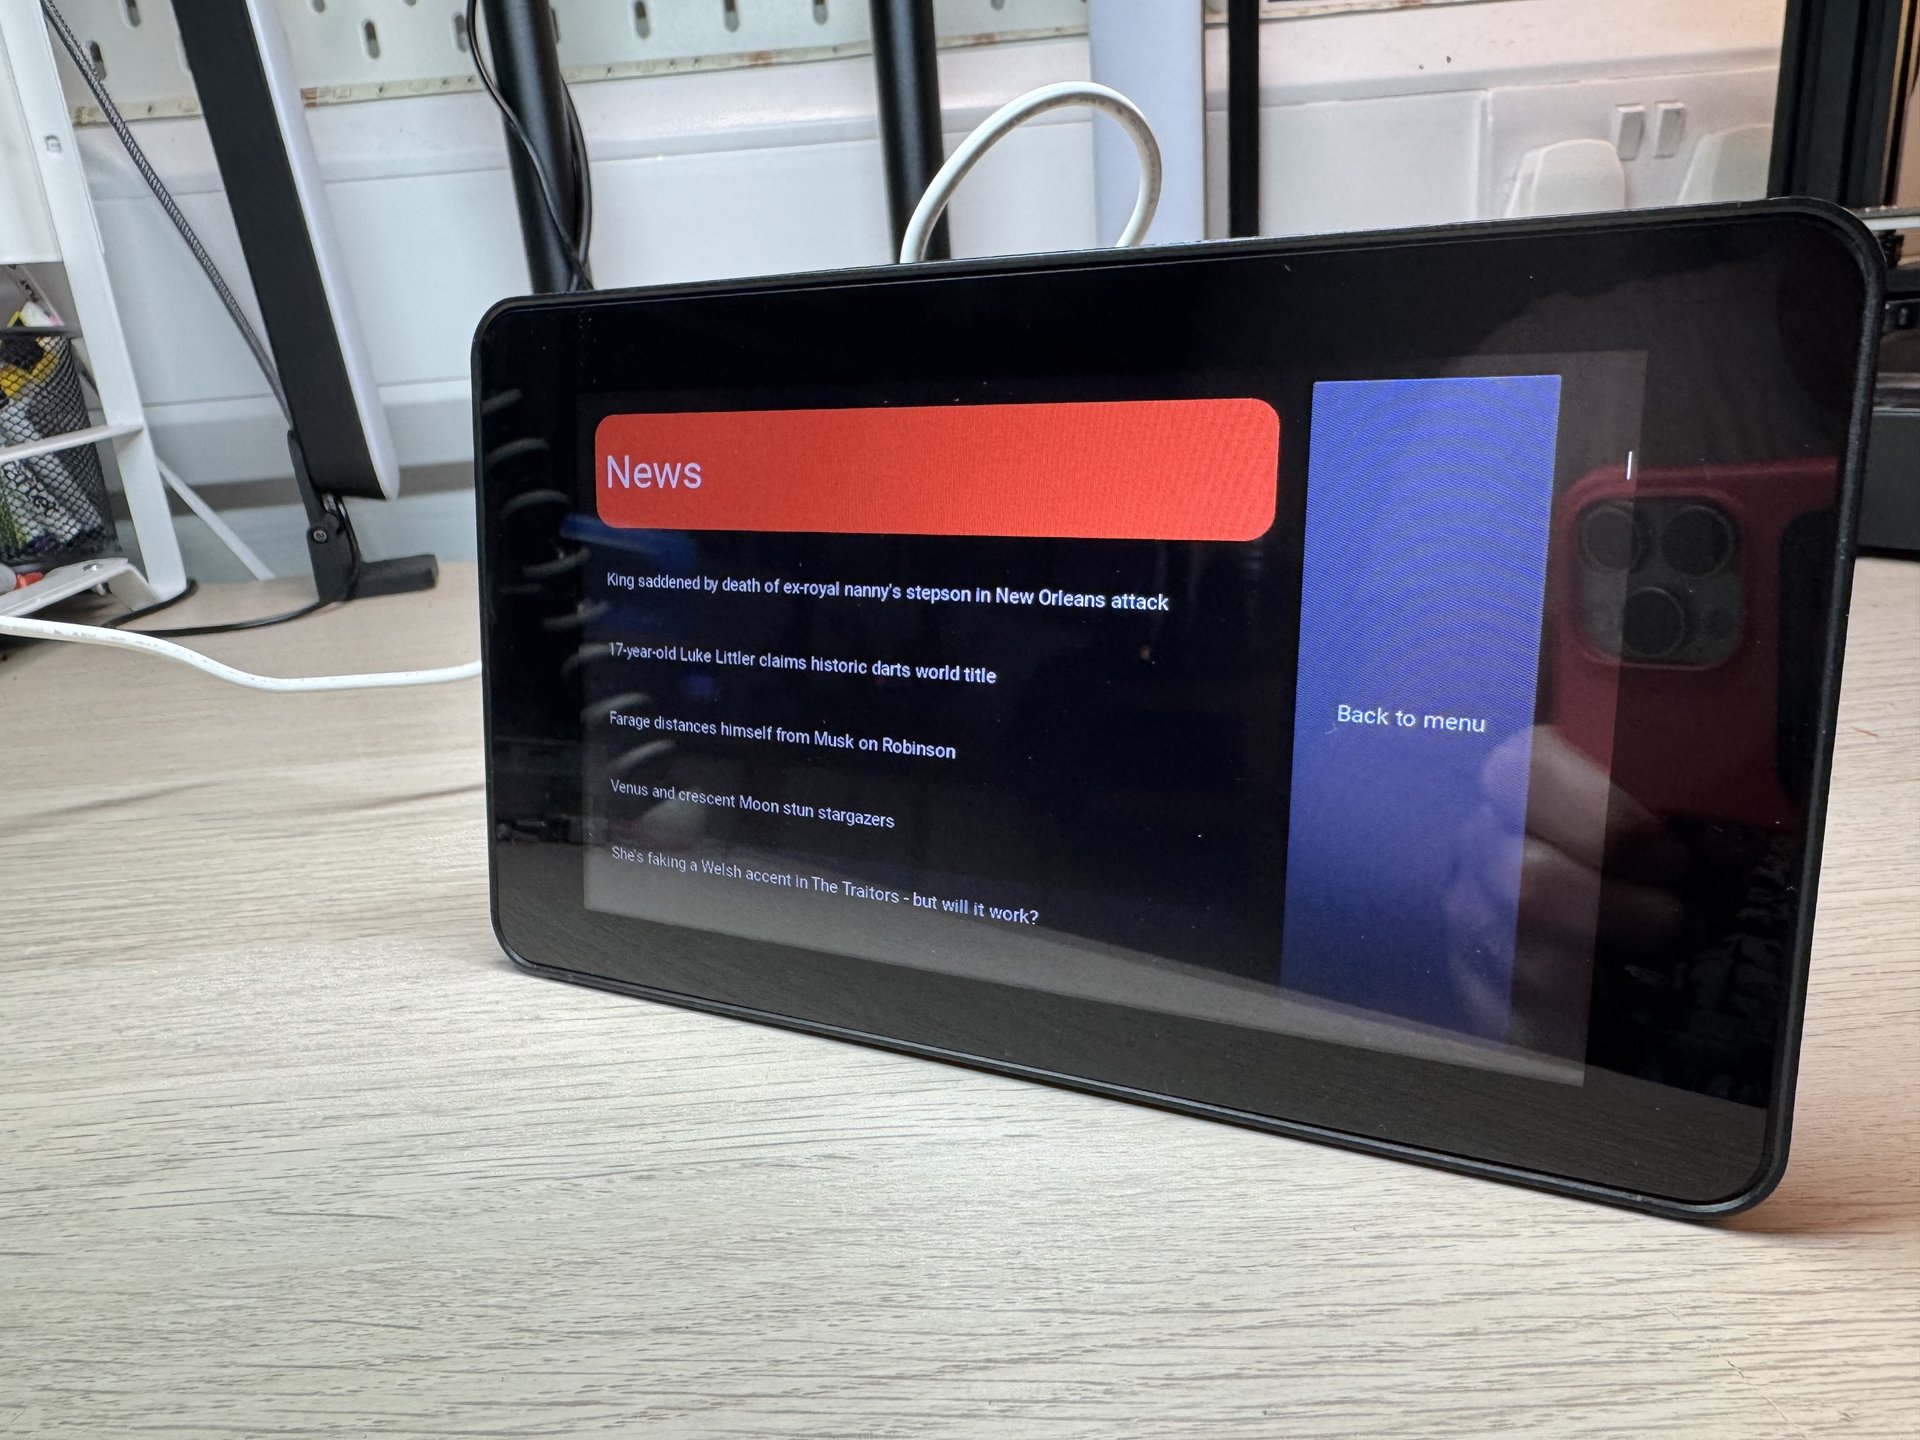 News
King saddened by death of ex-royal nanny's stepson in New Orleans attack
17-year-old Luke Littler claims historic darts world title
Farage distances himself from Musk on Robinson
Venus and crescent Moon stun stargazers
She's faking a Welsh accent in The Traitors - but will it work?
Back to menu